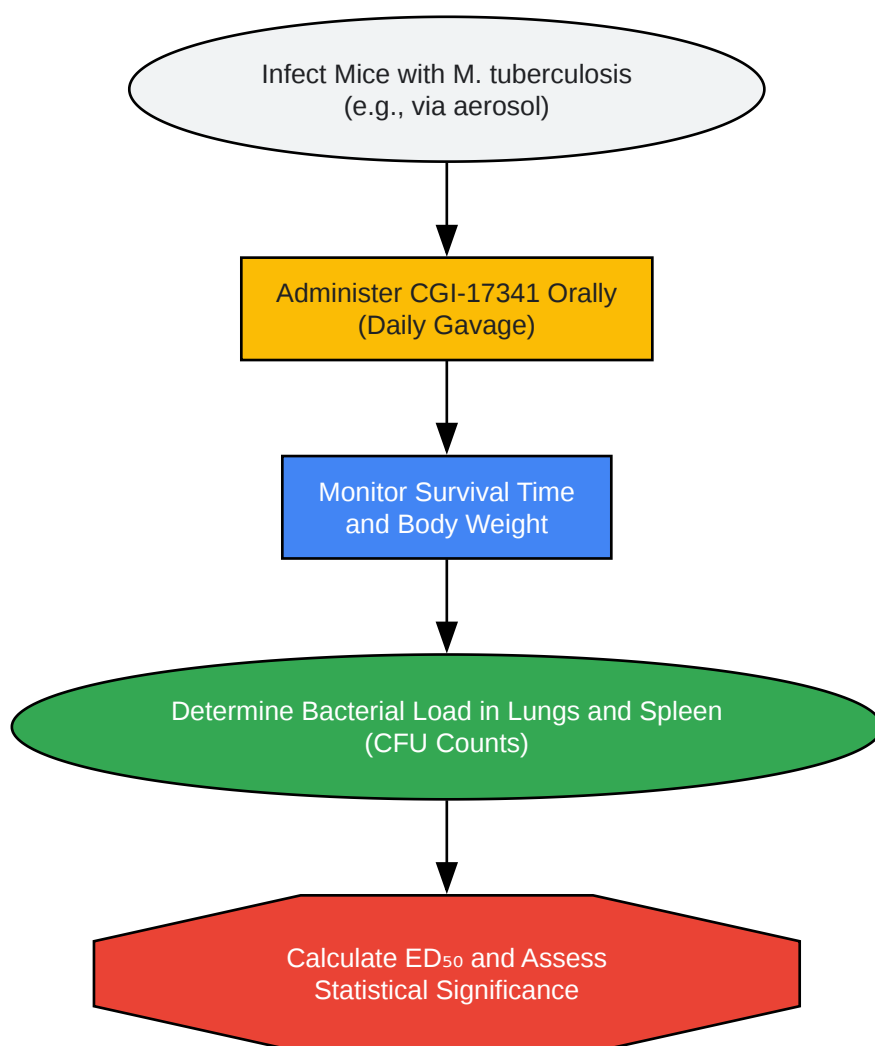 Infect Mice with M. tuberculosis
(e.g., via aerosol)
Administer CGI-17341 Orally
(Daily Gavage)
Monitor Survival Time
and Body Weight
Determine Bacterial Load in Lungs and Spleen
(CFU Counts)
Calculate ED₅₀ and Assess
Statistical Significance